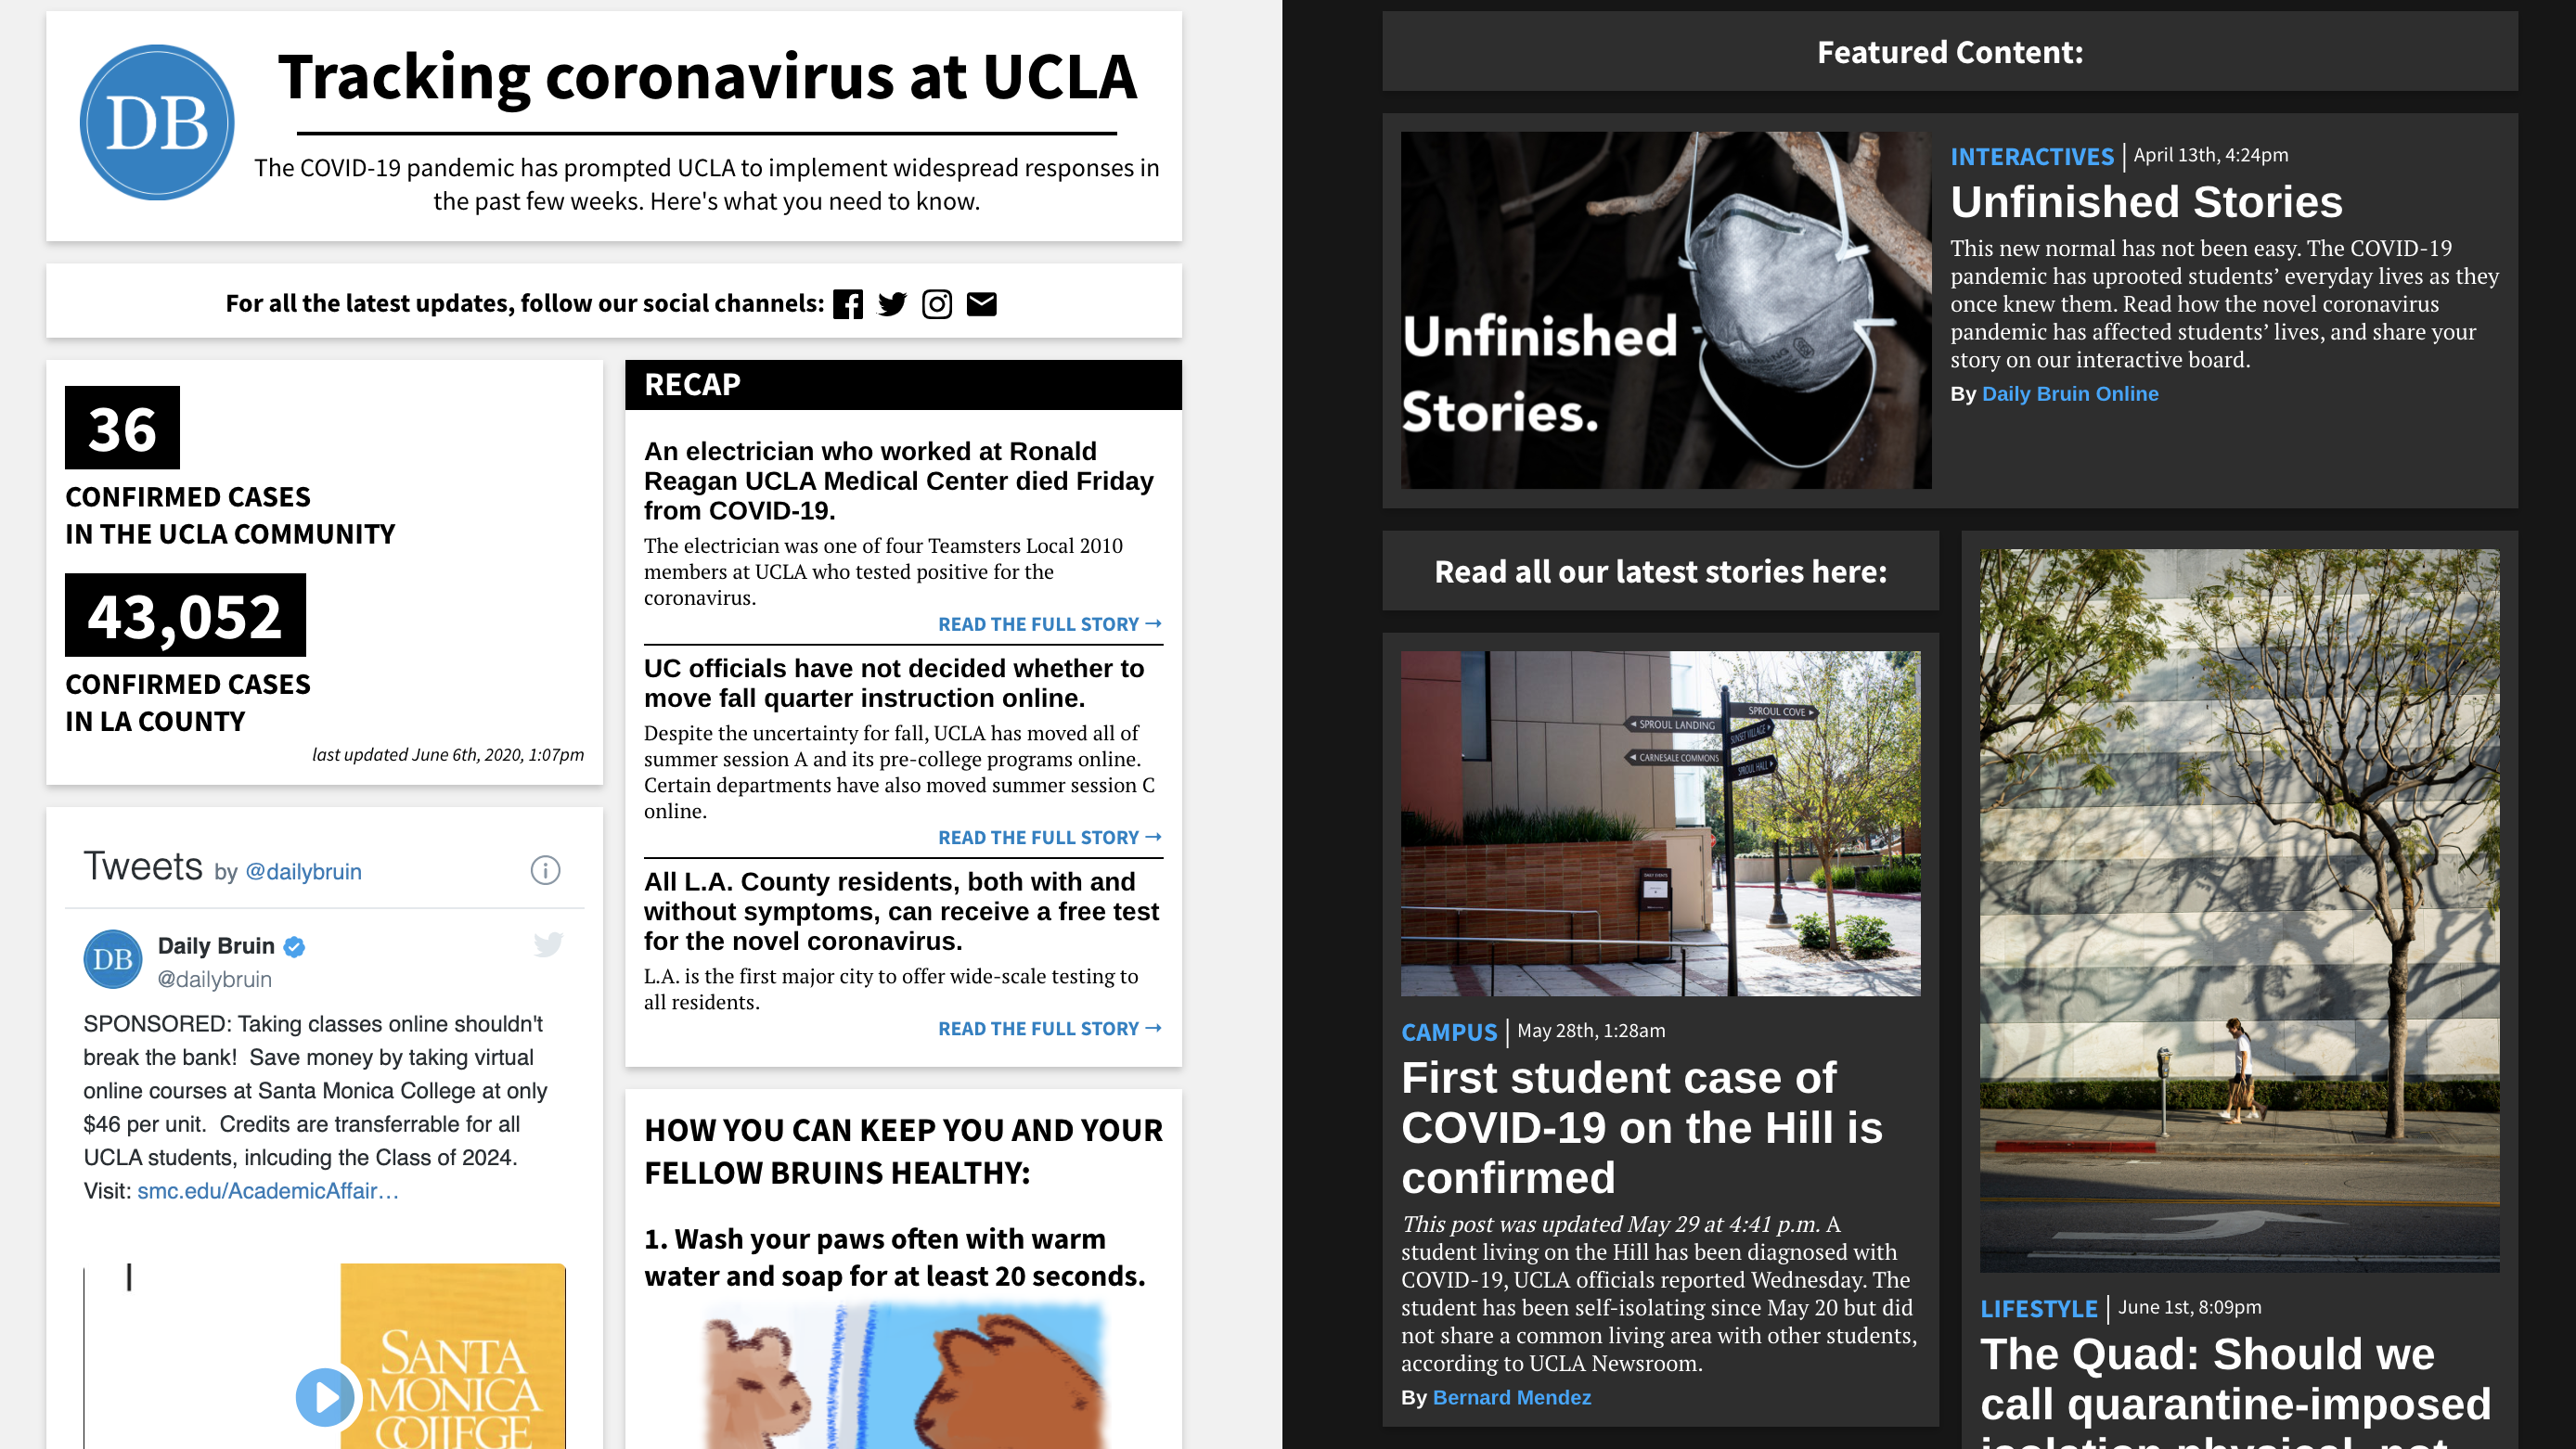 DB
Tracking coronavirus at UCLA
The COVID-19 pandemic has prompted UCLA to implement widespread responses in
the past few weeks. Here's what you need to know.
For all the latest updates, follow our social channels:
36
CONFIRMED CASES
IN THE UCLA COMMUNITY
43,052
CONFIRMED CASES
IN LA COUNTY
last updated June 6th, 2020, 1:07pm
Tweets by @dailybruin
DB
Daily Bruin
@dailybruin
SPONSORED: Taking classes online shouldn't
break the bank!  Save money by taking virtual
online courses at Santa Monica College at only
$46 per unit.  Credits are transferrable for all
UCLA students, inlcuding the Class of 2024.
Visit: smc.edu/AcademicAffair…
SANTA
MONICA
COLLEGE
RECAP
An electrician who worked at Ronald
Reagan UCLA Medical Center died Friday
from COVID-19.
The electrician was one of four Teamsters Local 2010
members at UCLA who tested positive for the
coronavirus.
READ THE FULL STORY →
UC officials have not decided whether to
move fall quarter instruction online.
Despite the uncertainty for fall, UCLA has moved all of
summer session A and its pre-college programs online.
Certain departments have also moved summer session C
online.
READ THE FULL STORY →
All L.A. County residents, both with and
without symptoms, can receive a free test
for the novel coronavirus.
L.A. is the first major city to offer wide-scale testing to
all residents.
READ THE FULL STORY →
HOW YOU CAN KEEP YOU AND YOUR
FELLOW BRUINS HEALTHY:
1. Wash your paws often with warm
water and soap for at least 20 seconds.
Featured Content:
Unfinished
Stories.
INTERACTIVES | April 13th, 4:24pm
Unfinished Stories
This new normal has not been easy. The COVID-19
pandemic has uprooted students’ everyday lives as they
once knew them. Read how the novel coronavirus
pandemic has affected students’ lives, and share your
story on our interactive board.
By Daily Bruin Online
Read all our latest stories here:
SPROUL COVE
SPROUL LANDING
SUNSET VILLAGE
CARNESALE COMMONS
SPROUL HALL
CAMPUS | May 28th, 1:28am
First student case of
COVID-19 on the Hill is
confirmed
This post was updated May 29 at 4:41 p.m. A
student living on the Hill has been diagnosed with
COVID-19, UCLA officials reported Wednesday. The
student has been self-isolating since May 20 but did
not share a common living area with other students,
according to UCLA Newsroom.
By Bernard Mendez
LIFESTYLE | June 1st, 8:09pm
The Quad: Should we
call quarantine-imposed
isolation physical, not